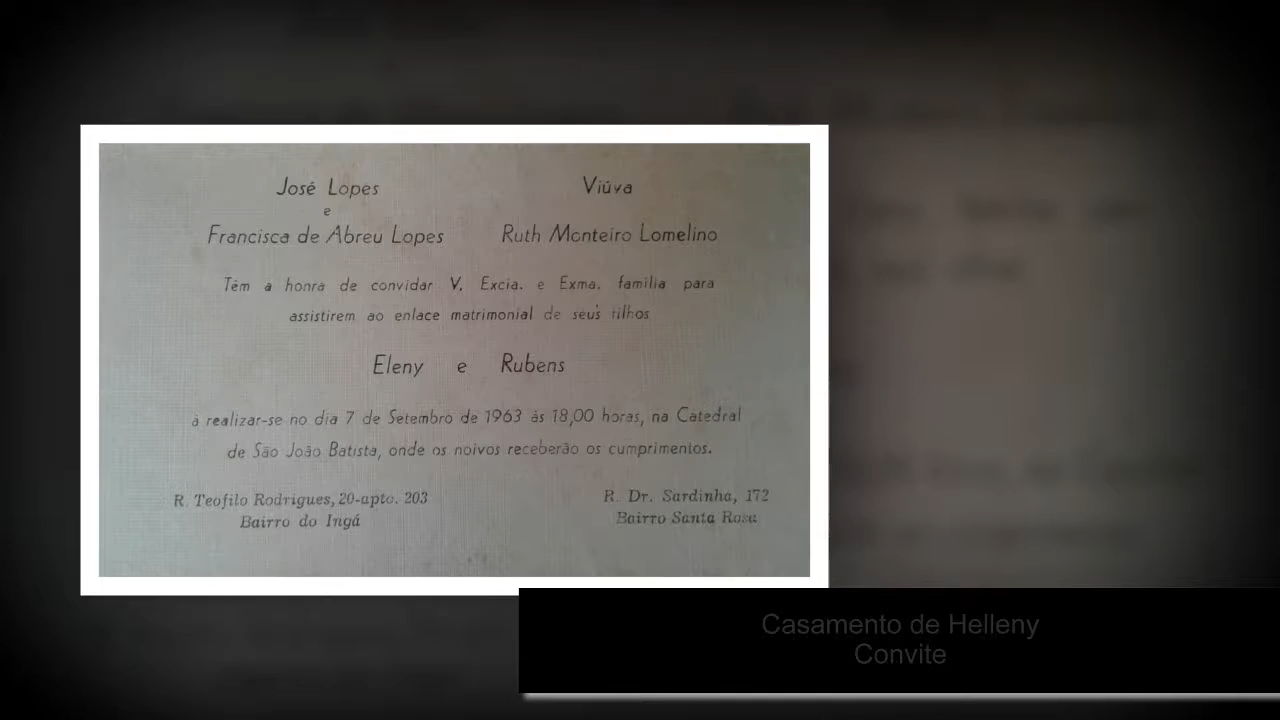 José Lopes
e
Francisca de Abreu Lopes
Viúva
Ruth Monteiro Lomelino
Têm a honra de convidar V. Excia. e Exma. familia para
assistirem ao enlace matrimonial de seus filhos
Eleny e Rubens
à realizar-se no dia 7 de Setembro de 1963 às 18,00 horas, na Catedral
de São João Batista, onde os noivos receberão os cumprimentos.
R. Teofilo Rodrigues, 20-apto. 203
Bairro do Ingá
R. Dr. Sardinha, 172
Bairro Santa Rosa
Casamento de Helleny
Convite